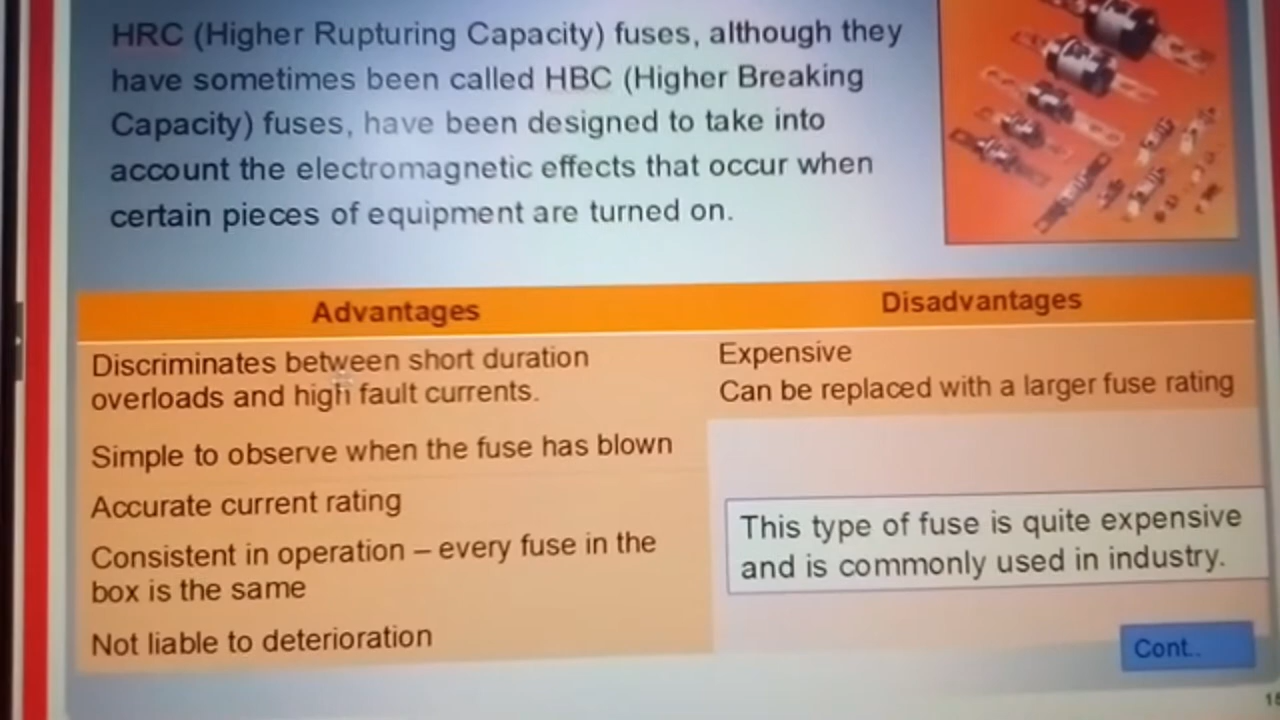 HRC (Higher Rupturing Capacity) fuses, although they
have sometimes been called HBC (Higher Breaking
Capacity) fuses, have been designed to take into
account the electromagnetic effects that occur when
certain pieces of equipment are turned on.
Advantages
Disadvantages
Discriminates between short duration
overloads and high fault currents.
Simple to observe when the fuse has blown
Accurate current rating
Consistent in operation – every fuse in the
box is the same
Not liable to deterioration
Expensive
Can be replaced with a larger fuse rating
This type of fuse is quite expensive
and is commonly used in industry.
Cont..